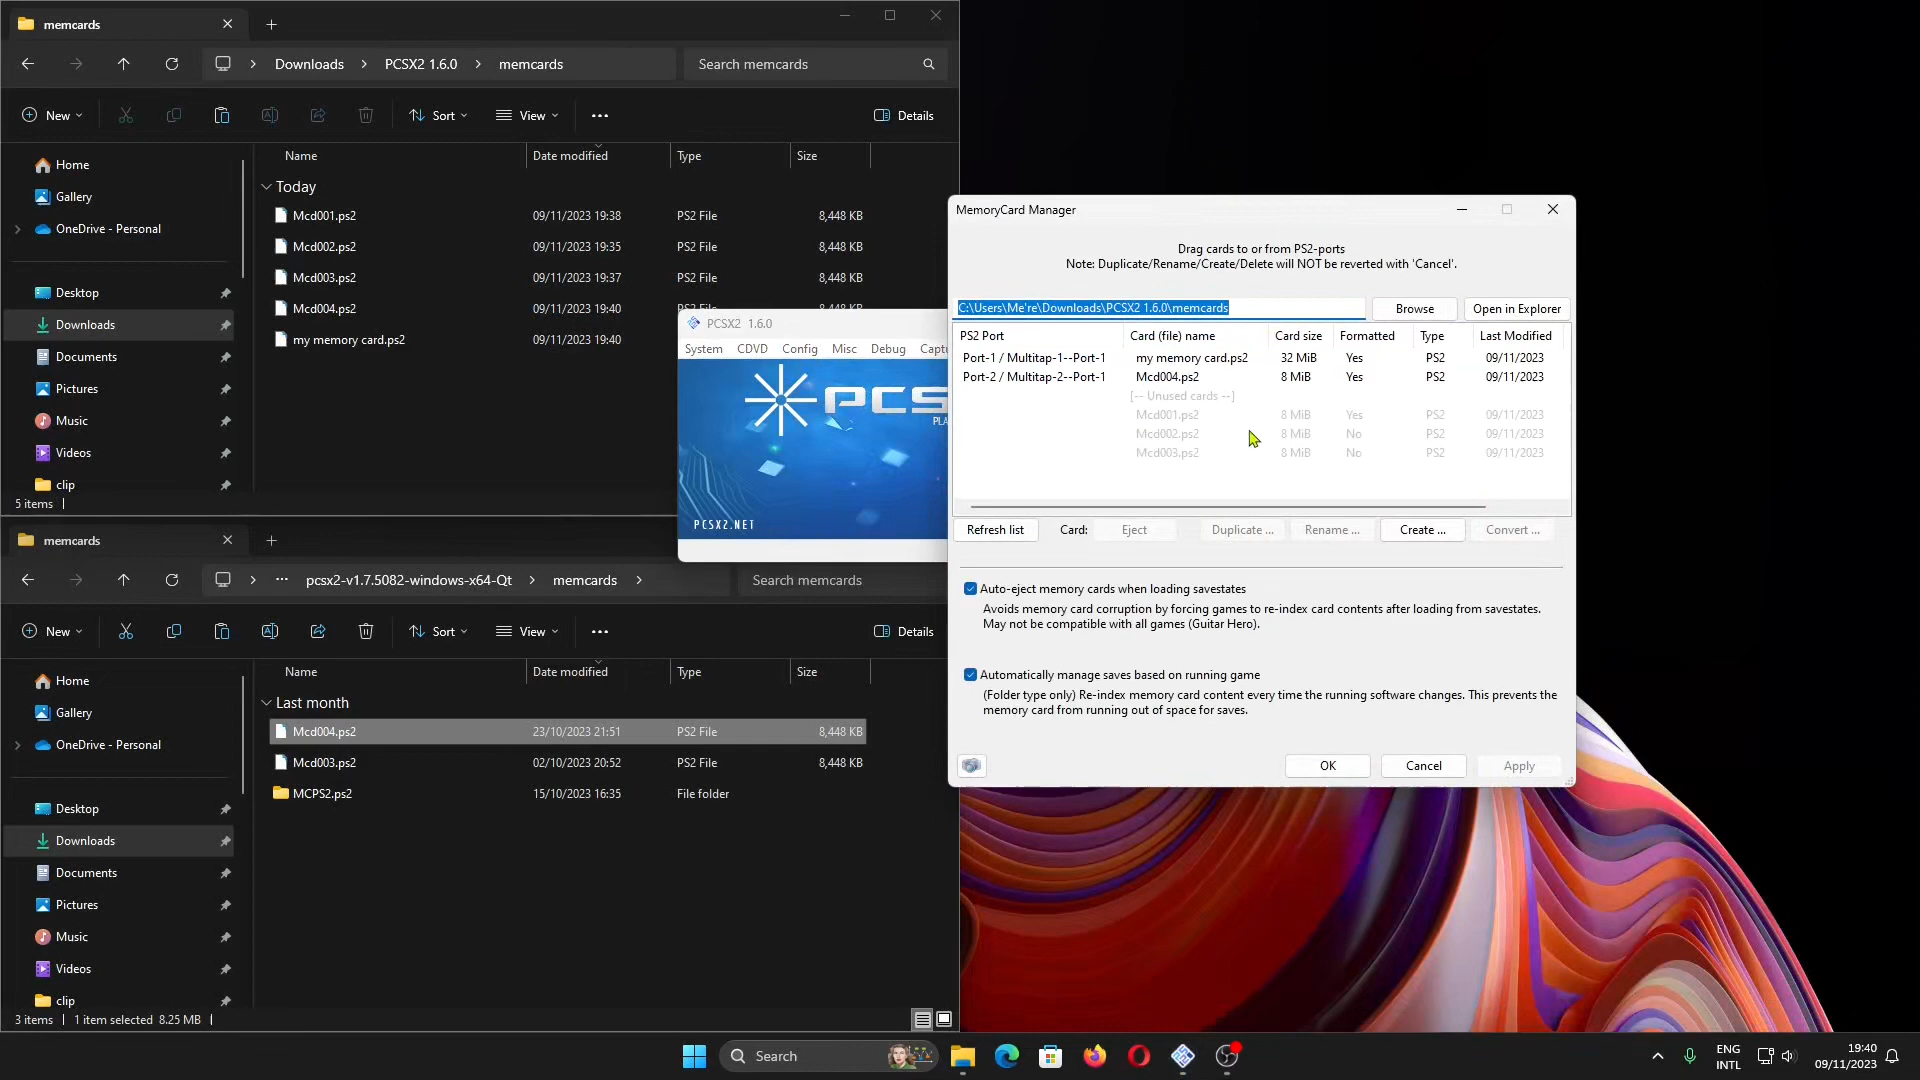 memcards
Downloads
PCSX2 1.6.0
memcards
Search memcards
New
Sort
View
Details
Home
Gallery
OneDrive - Personal
Desktop
Downloads
Documents
Pictures
Music
Videos
clip
5 items
Name
Date modified
Type
Size
Today
Mcd001.ps2 09/11/2023 19:38 PS2 File 8,448 KB
Mcd002.ps2 09/11/2023 19:35 PS2 File 8,448 KB
Mcd003.ps2 09/11/2023 19:37 PS2 File 8,448 KB
Mcd004.ps2 09/11/2023 19:40 PS2 File 8,448 KB
my memory card.ps2 09/11/2023 19:40
PCSX2 1.6.0
System CDVD Config Misc Debug Captu
PCS
PLA
PCSX2.NET
memcards
pcsx2-v1.7.5082-windows-x64-Qt
memcards
Search memcards
New
Sort
View
Details
Home
Gallery
OneDrive - Personal
Desktop
Downloads
Documents
Pictures
Music
Videos
clip
3 items
1 item selected 8.25 MB
Name
Date modified
Type
Size
Last month
Mcd004.ps2 23/10/2023 21:51 PS2 File 8,448 KB
Mcd003.ps2 02/10/2023 20:52 PS2 File 8,448 KB
MCPS2.ps2 15/10/2023 16:35 File folder
MemoryCard Manager
Drag cards to or from PS2-ports
Note: Duplicate/Rename/Create/Delete will NOT be reverted with 'Cancel'.
C:\Users\Me're\Downloads\PCSX2 1.6.0\memcards
Browse
Open in Explorer
PS2 Port Card (file) name Card size Formatted Type Last Modified
Port-1 / Multitap-1--Port-1 my memory card.ps2 32 MiB Yes PS2 09/11/2023
Port-2 / Multitap-2--Port-1 Mcd004.ps2 8 MiB Yes PS2 09/11/2023
[-- Unused cards --]
Mcd001.ps2 8 MiB Yes PS2 09/11/2023
Mcd002.ps2 8 MiB No PS2 09/11/2023
Mcd003.ps2 8 MiB No PS2 09/11/2023
Refresh list
Card:
Eject
Duplicate ...
Rename ...
Create ...
Convert ...
Auto-eject memory cards when loading savestates
Avoids memory card corruption by forcing games to re-index card contents after loading from savestates.
May not be compatible with all games (Guitar Hero).
Automatically manage saves based on running game
(Folder type only) Re-index memory card content every time the running software changes. This prevents the
memory card from running out of space for saves.
OK
Cancel
Apply
Search
ENG
INTL
19:40
09/11/2023